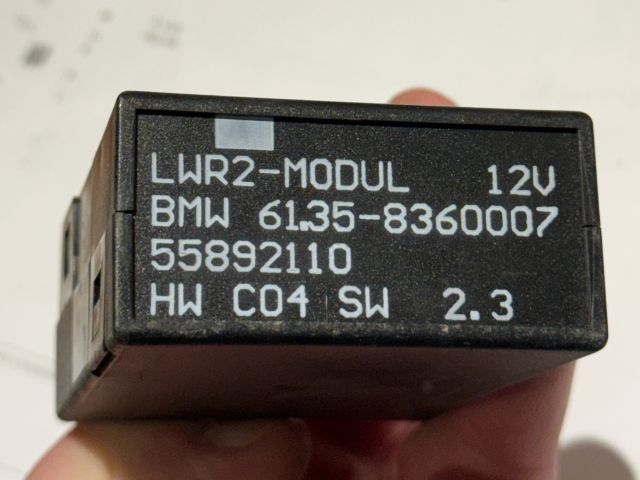 LWR2-MODUL 12V
BMW 61.35-8360007
55892110
HW C04 SW 2.3